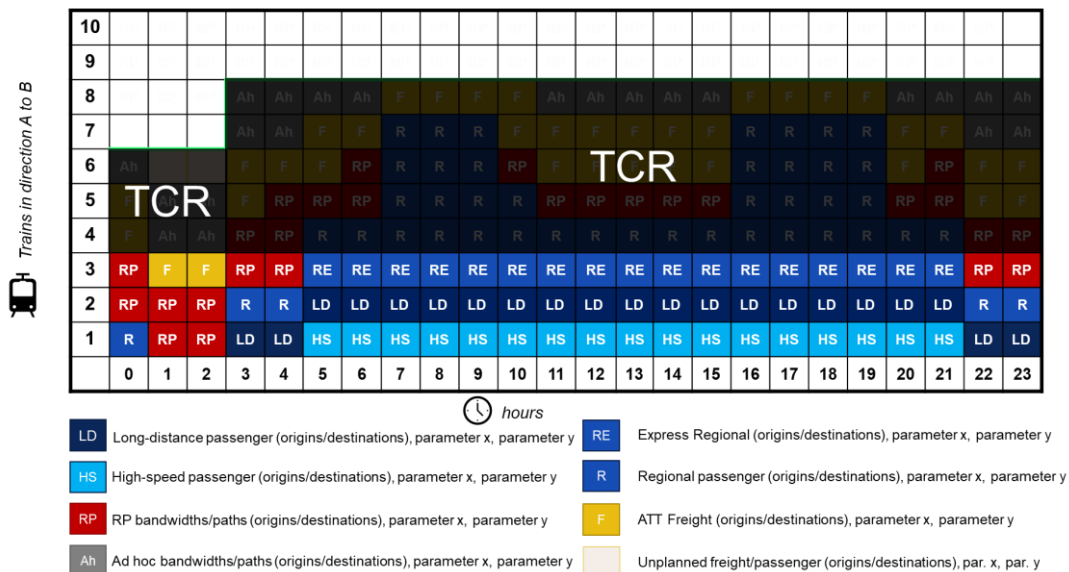 Trains in direction A to B
10
9
8 Ah Ah Ah Ah F F F F Ah Ah Ah Ah Ah F F F F Ah Ah Ah Ah
7 Ah Ah F F R R R F F F F F F R R R R F F Ah Ah
6 Ah F F F RP R R R RP F TCR F R R R R F RP F F
5 TCR F RP RP RP R R R R RP RP RP RP RP R R R R RP RP F F
4 F Ah Ah RP RP R R R R R R R R R R R R R R R R R RP RP
3 RP F F RP RP RE RE RE RE RE RE RE RE RE RE RE RE RE RE RE RE RE RP RP
2 RP RP RP R R LD LD LD LD LD LD LD LD LD LD LD LD LD LD LD LD LD R R
1 R RP RP LD LD HS HS HS HS HS HS HS HS HS HS HS HS HS HS HS HS HS LD LD
0 1 2 3 4 5 6 7 8 9 10 11 12 13 14 15 16 17 18 19 20 21 22 23
hours
LD Long-distance passenger (origins/destinations), parameter x, parameter y
RE Express Regional (origins/destinations), parameter x, parameter y
HS High-speed passenger (origins/destinations), parameter x, parameter y
R Regional passenger (origins/destinations), parameter x, parameter y
RP RP bandwidths/paths (origins/destinations), parameter x, parameter y
F ATT Freight (origins/destinations), parameter x, parameter y
Ah Ad hoc bandwidths/paths (origins/destinations), parameter x, parameter y
Unplanned freight/passenger (origins/destinations), par. x, par. y